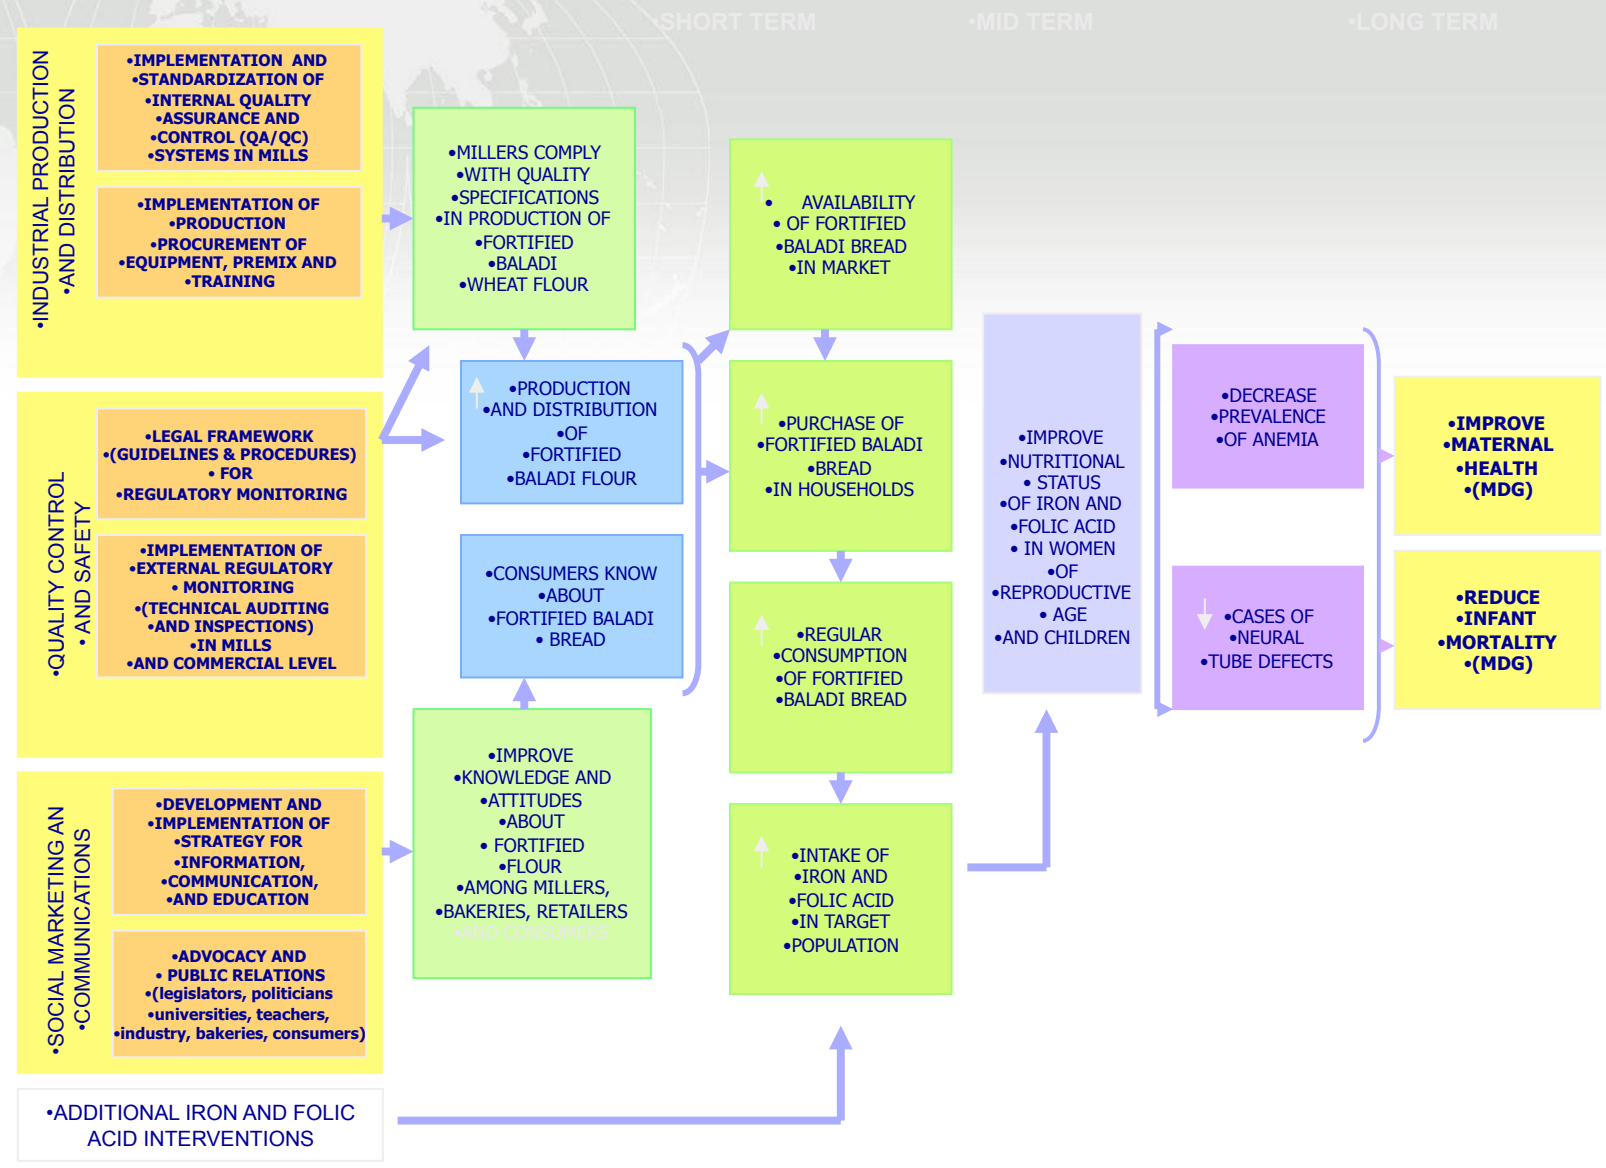 •SHORT TERM
•MID TERM
•LONG TERM
•INDUSTRIAL PRODUCTION
•AND DISTRIBUTION
•IMPLEMENTATION AND
•STANDARDIZATION OF
•INTERNAL QUALITY
•ASSURANCE AND
•CONTROL (QA/QC)
•SYSTEMS IN MILLS
•IMPLEMENTATION OF
•PRODUCTION
•PROCUREMENT OF
•EQUIPMENT, PREMIX AND
•TRAINING
•QUALITY CONTROL
• AND SAFETY
•LEGAL FRAMEWORK
•(GUIDELINES & PROCEDURES)
• FOR
•REGULATORY MONITORING
•IMPLEMENTATION OF
•EXTERNAL REGULATORY
• MONITORING
•(TECHNICAL AUDITING
•AND INSPECTIONS)
•IN MILLS
•AND COMMERCIAL LEVEL
•SOCIAL MARKETING AN
•COMMUNICATIONS
•DEVELOPMENT AND
•IMPLEMENTATION OF
•STRATEGY FOR
•INFORMATION,
•COMMUNICATION,
•AND EDUCATION
•ADVOCACY AND
• PUBLIC RELATIONS
•(legislators, politicians
•universities, teachers,
•industry, bakeries, consumers)
•ADDITIONAL IRON AND FOLIC
ACID INTERVENTIONS
•MILLERS COMPLY
•WITH QUALITY
•SPECIFICATIONS
•IN PRODUCTION OF
•FORTIFIED
•BALADI
•WHEAT FLOUR
•PRODUCTION
•AND DISTRIBUTION
•OF
•FORTIFIED
•BALADI FLOUR
•CONSUMERS KNOW
•ABOUT
•FORTIFIED BALADI
• BREAD
•IMPROVE
•KNOWLEDGE AND
•ATTITUDES
•ABOUT
• FORTIFIED
•FLOUR
•AMONG MILLERS,
•BAKERIES, RETAILERS
•AND CONSUMERS
• AVAILABILITY
• OF FORTIFIED
•BALADI BREAD
•IN MARKET
•PURCHASE OF
•FORTIFIED BALADI
•BREAD
•IN HOUSEHOLDS
•REGULAR
•CONSUMPTION
•OF FORTIFIED
•BALADI BREAD
•INTAKE OF
•IRON AND
•FOLIC ACID
•IN TARGET
•POPULATION
•IMPROVE
•NUTRITIONAL
• STATUS
•OF IRON AND
•FOLIC ACID
• IN WOMEN
•OF
•REPRODUCTIVE
• AGE
•AND CHILDREN
•DECREASE
•PREVALENCE
•OF ANEMIA
•CASES OF
•NEURAL
•TUBE DEFECTS
•IMPROVE
•MATERNAL
•HEALTH
•(MDG)
•REDUCE
•INFANT
•MORTALITY
•(MDG)